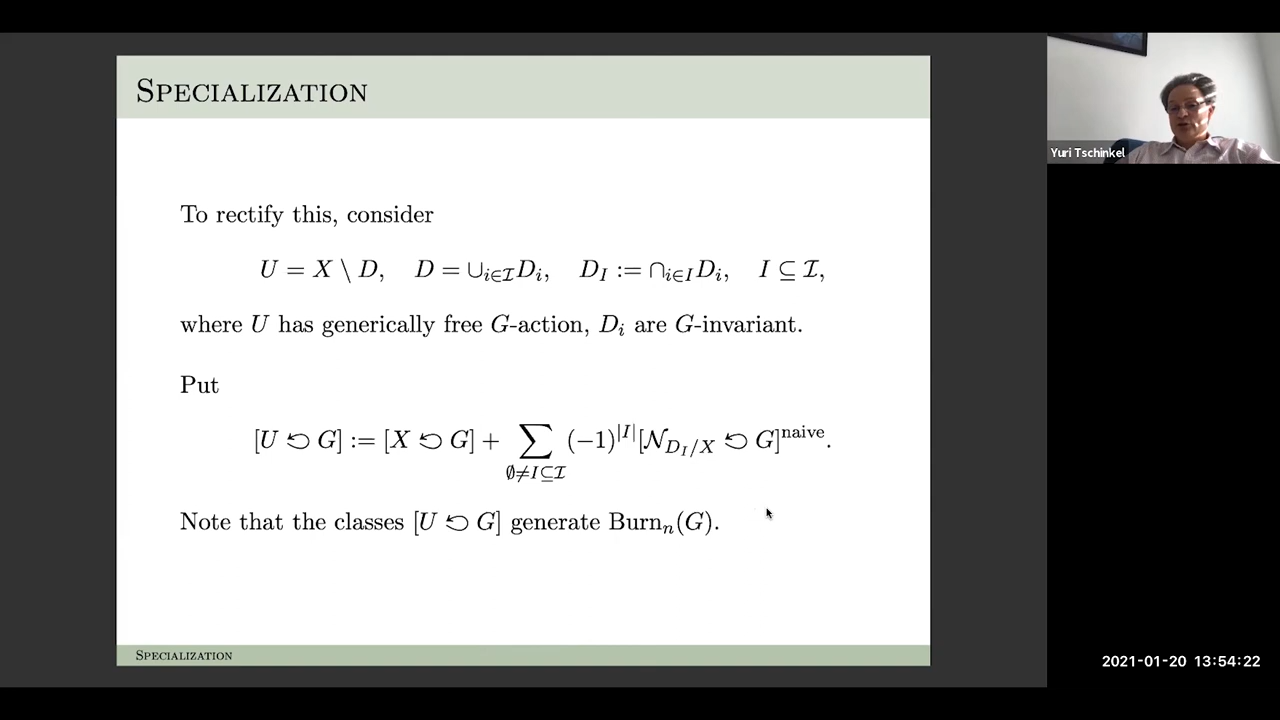 SPECIALIZATION
To rectify this, consider
U = X \ D, D = ∪_{i∈ℐ} D_i, D_I := ∩_{i∈I} D_i, I ⊆ ℐ,
where U has generically free G-action, D_i are G-invariant.
Put
[U ↺ G] := [X ↺ G] + ∑_{∅≠I⊆ℐ} (−1)^{|I|} [𝒩_{D_I/X} ↺ G]^{naive}.
Note that the classes [U ↺ G] generate Burn_n(G).
SPECIALIZATION
Yuri Tschinkel
2021-01-20 13:54:22